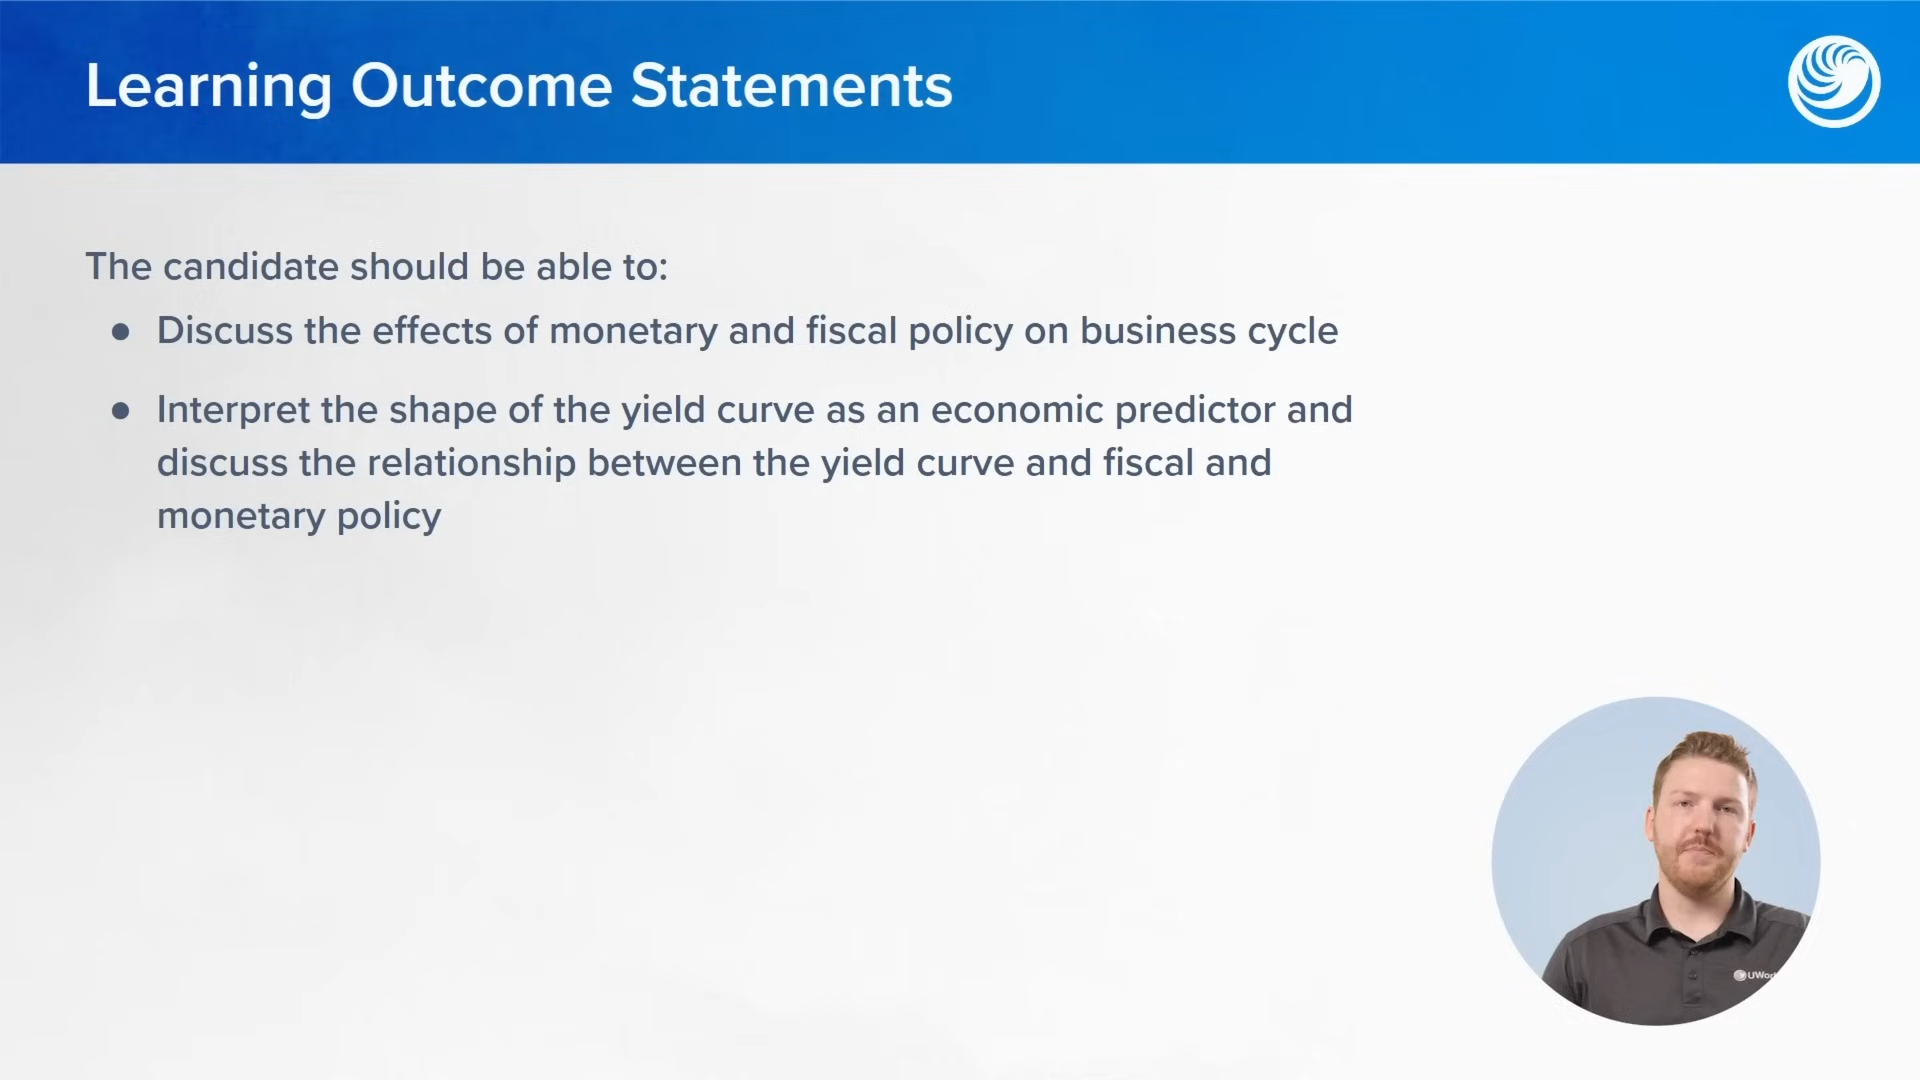 Learning Outcome Statements
The candidate should be able to:
● Discuss the effects of monetary and fiscal policy on business cycle
● Interpret the shape of the yield curve as an economic predictor and
discuss the relationship between the yield curve and fiscal and
monetary policy
UWor